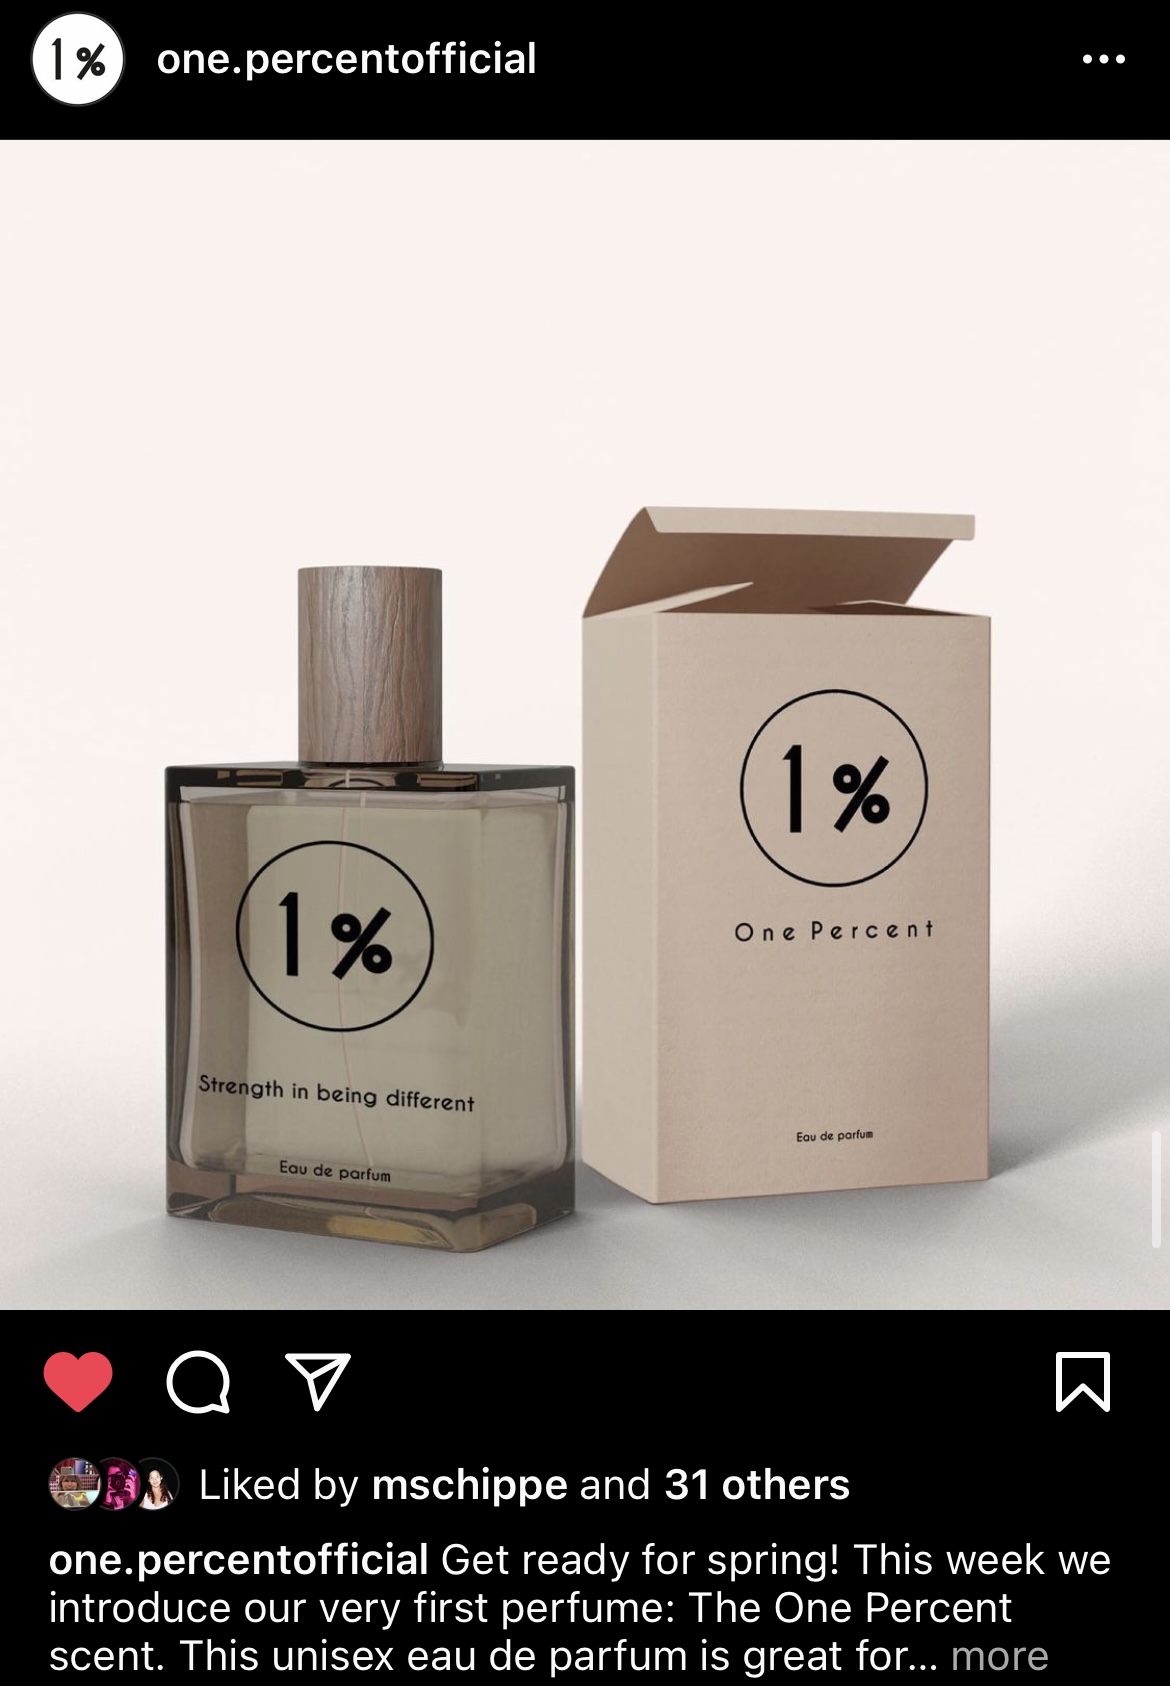 1%
one.percentofficial
1%
One Percent
Eau de parfum
1%
Strength in being different
Eau de parfum
Liked by mschippe and 31 others
one.percentofficial Get ready for spring! This week we
introduce our very first perfume: The One Percent
scent. This unisex eau de parfum is great for... more